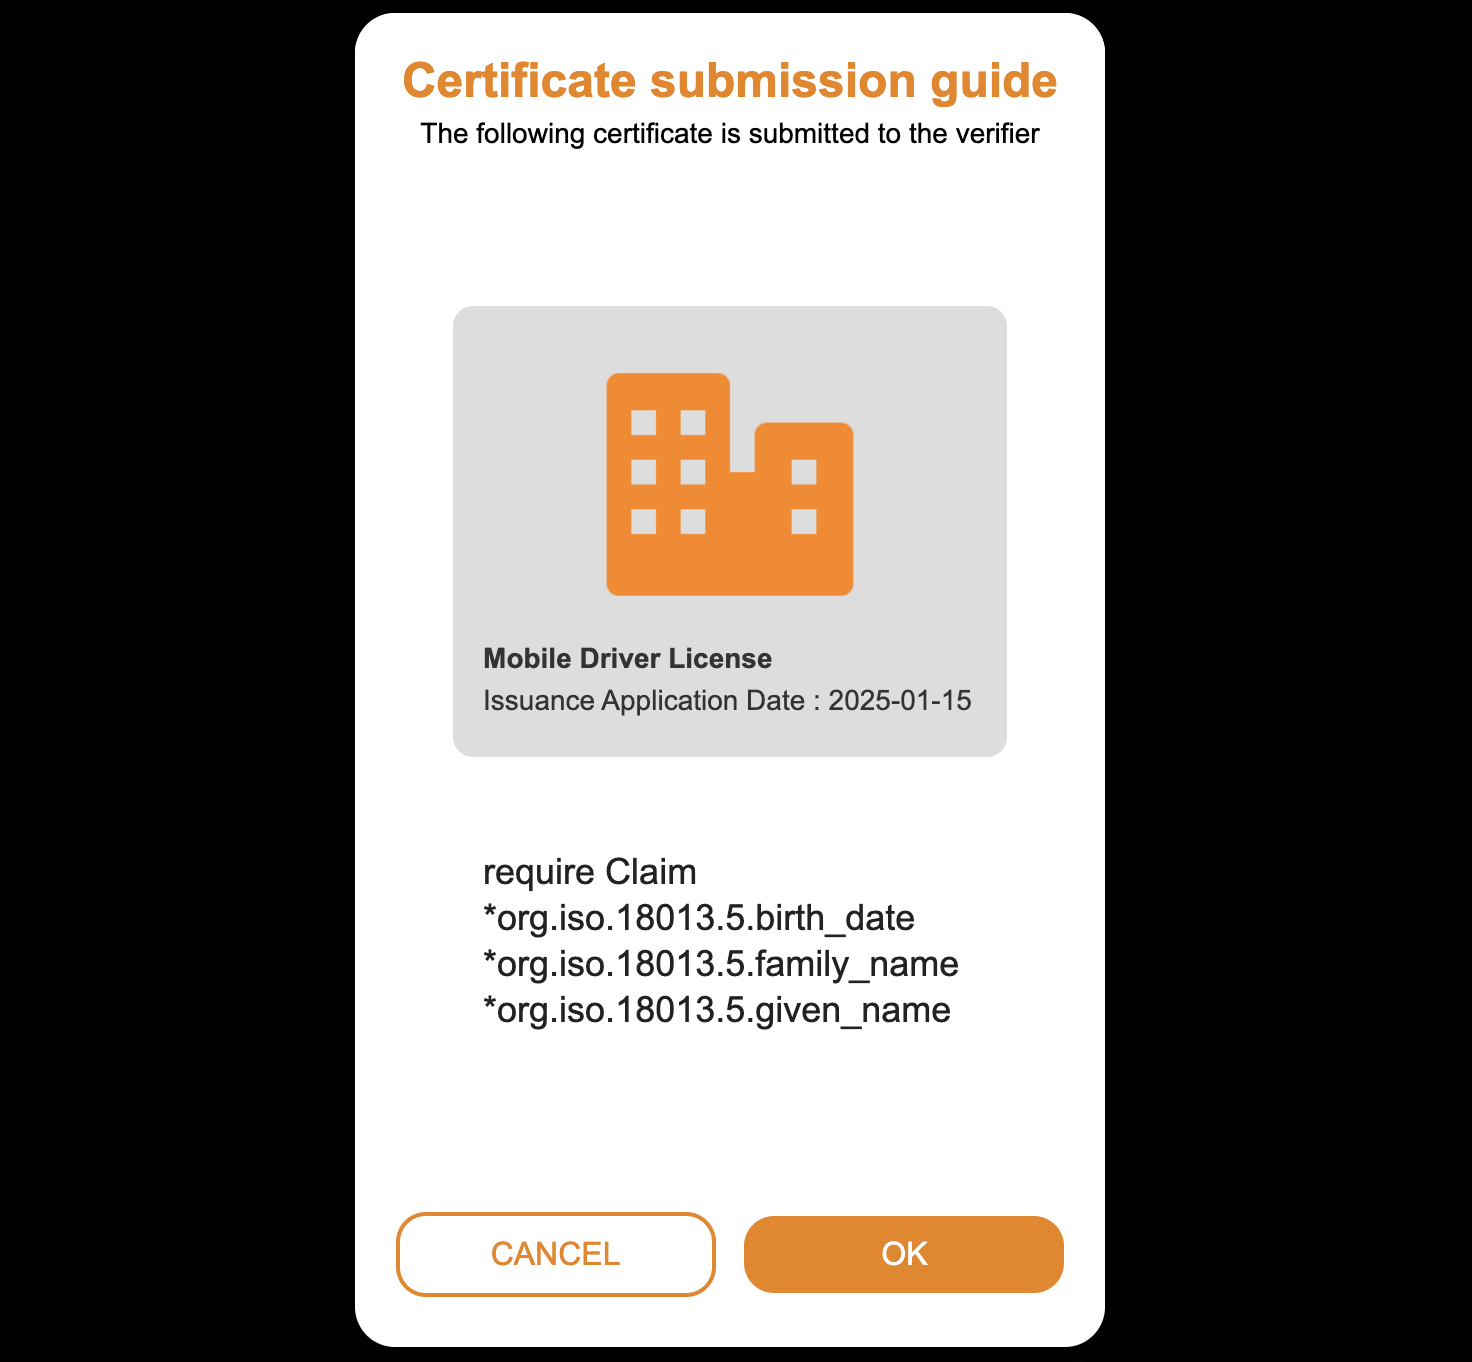 Certificate submission guide
The following certificate is submitted to the verifier
Mobile Driver License
Issuance Application Date : 2025-01-15
require Claim
*org.iso.18013.5.birth_date
*org.iso.18013.5.family_name
*org.iso.18013.5.given_name
CANCEL
OK